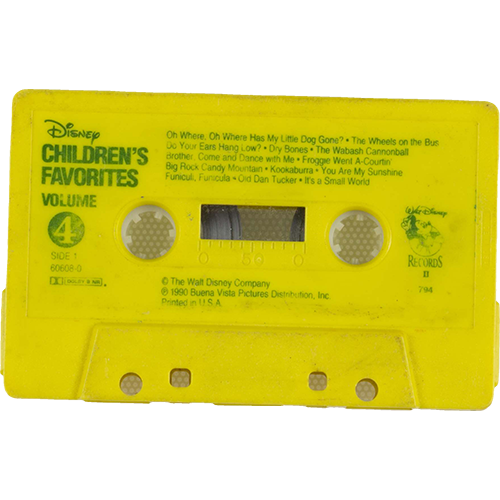 Disney
CHILDREN'S
FAVORITES
VOLUME
4
SIDE 1
60608-0
DOLBY B NR
Oh Where, Oh Where Has My Little Dog Gone? • The Wheels on the Bus
Do Your Ears Hang Low? • Dry Bones • The Wabash Cannonball
Brother, Come and Dance with Me • Froggie Went A-Courtin'
Big Rock Candy Mountain • Kookaburra • You Are My Sunshine
Funiculi, Funicula • Old Dan Tucker • It's a Small World
0 50 0
© The Walt Disney Company
℗ 1990 Buena Vista Pictures Distribution, Inc.
Printed in U.S.A.
Walt Disney
RECORDS
794